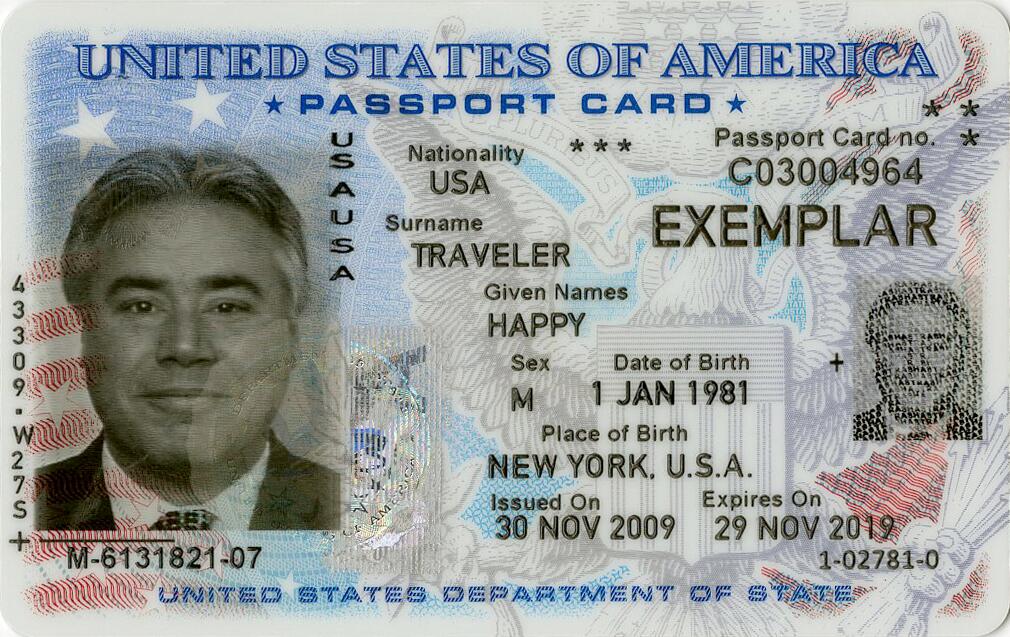 UNITED STATES OF AMERICA
★ PASSPORT CARD ★
USAUSA
Nationality
USA
* * *
Passport Card no.
* * *
C03004964
Surname
TRAVELER
EXEMPLAR
Given Names
HAPPY
Sex
M
Date of Birth
1 JAN 1981
+
Place of Birth
NEW YORK, U.S.A.
Issued On
30 NOV 2009
Expires On
29 NOV 2019
43309-W27S+
M-6131821-07
1-02781-0
UNITED STATES DEPARTMENT OF STATE